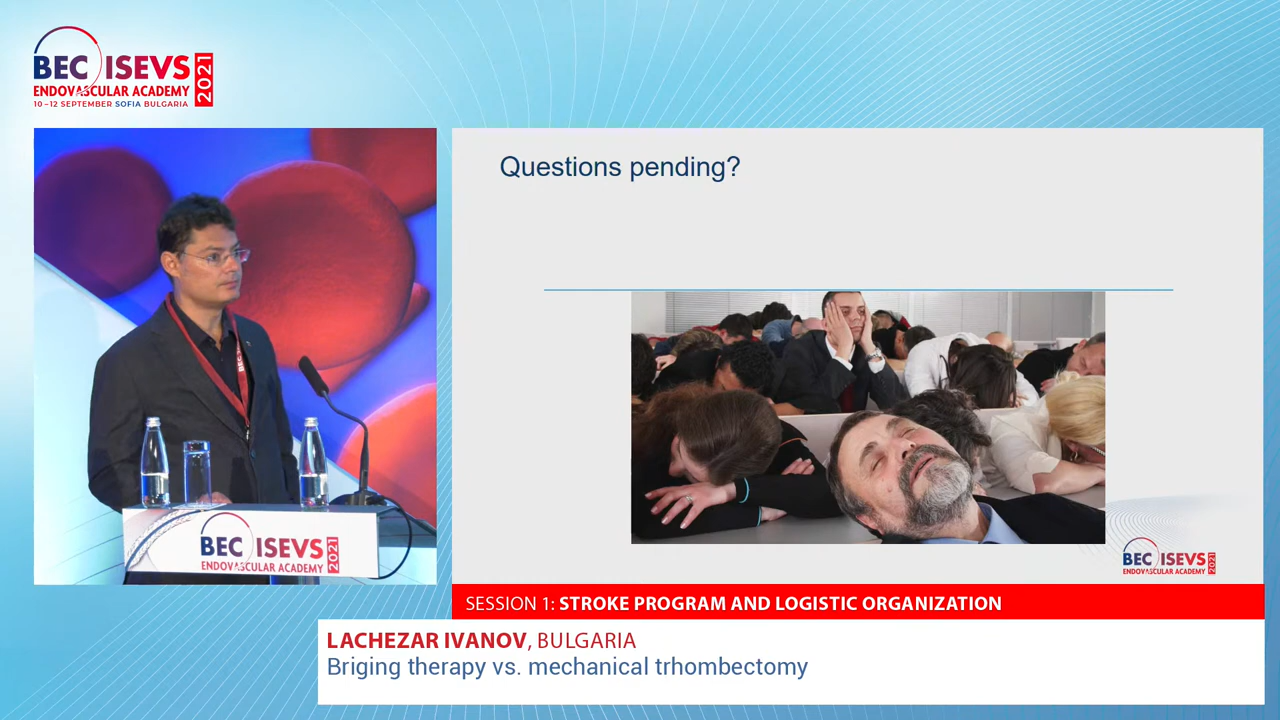 BEC ISEVS
ENDOVASCULAR ACADEMY
2021
10–12 SEPTEMBER SOFIA BULGARIA
Questions pending?
BEC ISEVS
ENDOVASCULAR ACADEMY
2021
BEC ISEVS
ENDOVASCULAR ACADEMY
2021
SESSION 1: STROKE PROGRAM AND LOGISTIC ORGANIZATION
LACHEZAR IVANOV, BULGARIA
Briging therapy vs. mechanical trhombectomy